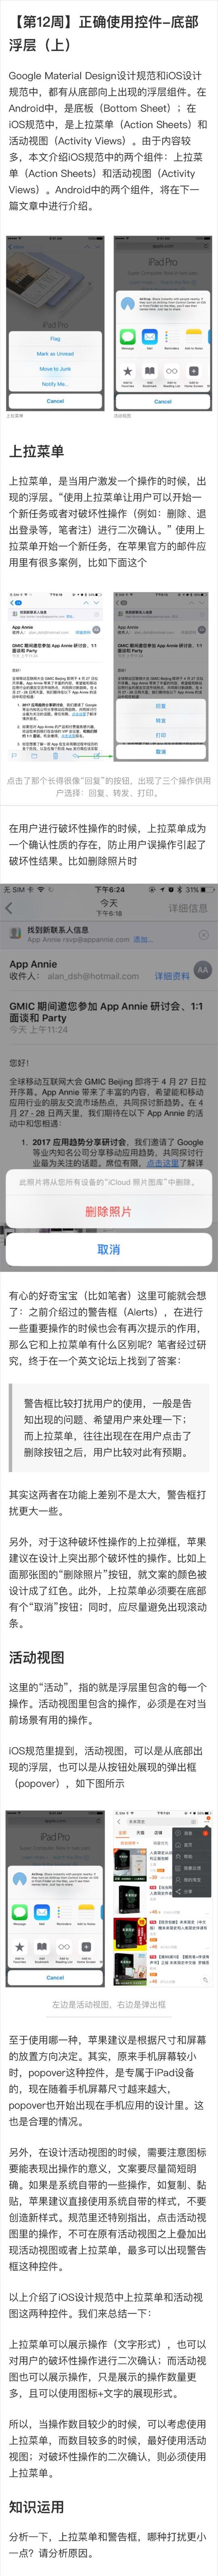 【第12周】正确使用控件-底部
浮层（上）
Google Material Design设计规范和iOS设计
规范中，都有从底部向上出现的浮层组件。在
Android中，是底板（Bottom Sheet）；在
iOS规范中，是上拉菜单（Action Sheets）和
活动视图（Activity Views）。由于内容较
多，本文介绍iOS规范中的两个组件：上拉菜
单（Action Sheets）和活动视图（Activity
Views）。Android中的两个组件，将在下一
篇文章中进行介绍。
iPad Pro
Flag
Mark as Unread
Move to Junk
Notify Me...
Cancel
iPad Pro
Message
Mail
Reminders
Cancel
上拉菜单
活动视图
上拉菜单
上拉菜单，是当用户激发一个操作的时候，出
现的浮层。“使用上拉菜单让用户可以开始一
个新任务或者对破坏性操作（例如：删除、退
出登录等，笔者注）进行二次确认。” 使用上
拉菜单开始一个新任务，在苹果官方的邮件应
用里有很多案例，比如下面这个
App Annie
GMIC 期间邀您参加 App Annie 研讨会、1:1
面谈和 Party
回复
转发
打印
取消
点击了那个长得很像“回复”的按钮，出现了三个操作供用
户选择：回复，转发，打印。
在用户进行破坏性操作的时候，上拉菜单成为
一个确认性质的存在，防止用户误操作引起了
破坏性结果。比如删除照片时
无 SIM 卡
下午6:24
31%
今天
下午6:18
详细信息
找到新联系人信息
App Annie rsvp@appannie.com 添加...
App Annie
收件人： alan_dsh@hotmail.com
详细资料
AA
GMIC 期间邀您参加 App Annie 研讨会、1:1
面谈和 Party
今天 上午11:24
您好！
全球移动互联网大会 GMIC Beijing 即将于 4 月 27 日拉
开序幕。App Annie 带来了丰富的内容，希望能和移动
应用行业的朋友交流市场热点，共同探讨新趋势。在 4
月 27 - 28 日两天里，我们期待在以下 App Annie 的活
动中和您相遇：
1. 2017 应用趋势分享研讨会，我们邀请了 Google
等业内知名公司分享移动应用成功之道，共同探讨行
业最为关注的话题。席位有限，点击这里了解详
此照片将从您所有设备的“iCloud 照片图库”中删除。
删除照片
取消
有心的好奇宝宝（比如笔者）这里可能就会想
了：之前介绍过的警告框（Alerts），在进行
一些重要操作的时候也会有再次提示的作用，
那么它和上拉菜单有什么区别呢？笔者经过研
究，终于在一个英文论坛上找到了答案：
警告框比较打扰用户的使用，一般是告
知出现的问题、希望用户来处理一下；
而上拉菜单，往往出现在在用户点击了
删除按钮之后，用户比较对此有预期。
其实这两者在功能上差别不是太大，警告框打
扰更大一些。
另外，对于这种破坏性操作的上拉弹框，苹果
建议在设计上突出那个破坏性的操作。比如上
面那张图的“删除照片”按钮，就文案的颜色被
设计成了红色。此外，上拉菜单必须要在底部
有个“取消”按钮；同时，应尽量避免出现滚动
条。
活动视图
这里的“活动”，指的就是浮层里包含的每一个
操作。活动视图里包含的操作，必须是在对当
前场景有用的操作。
iOS规范里提到，活动视图，可以是从底部出
现的浮层，也可以是从按钮处展现的弹出框
（popover），如下图所示
iPad Pro
Message
Mail
Reminders
Cancel
左边是活动视图，右边是弹出框
至于使用哪一种，苹果建议是根据尺寸和屏幕
的放置方向决定。其实，原来手机屏幕较小
时，popover这种控件，是专属于iPad设备
的，现在随着手机屏幕尺寸越来越大，
popover也开始出现在手机应用的设计里。这
也是合理的情况。
另外，在设计活动视图的时候，需要注意图标
要能表现出操作的意义，文案要尽量简短明
确。如果是系统自带的一些操作，如复制、黏
贴，苹果建议直接使用系统自带的样式，不要
创造新样式。规范里还特别指出，点击活动视
图里的操作，不可在原有活动视图之上叠加出
现活动视图或者上拉菜单，最多可以出现警告
框这种控件。
以上介绍了iOS设计规范中上拉菜单和活动视
图这两种控件。我们来总结一下：
上拉菜单可以展示操作（文字形式），也可以
对用户的破坏性操作进行二次确认；而活动视
图也可以展示操作，只是展示的操作数量更
多，且可以使用图标+文字的展现形式。
所以，当操作数目较少的时候，可以考虑使用
上拉菜单，而数目较多的时候，最好使用活动
视图；对破坏性操作的二次确认，则必须使用
上拉菜单。
知识运用
分析一下，上拉菜单和警告框，哪种打扰更小
一点？请分析原因。